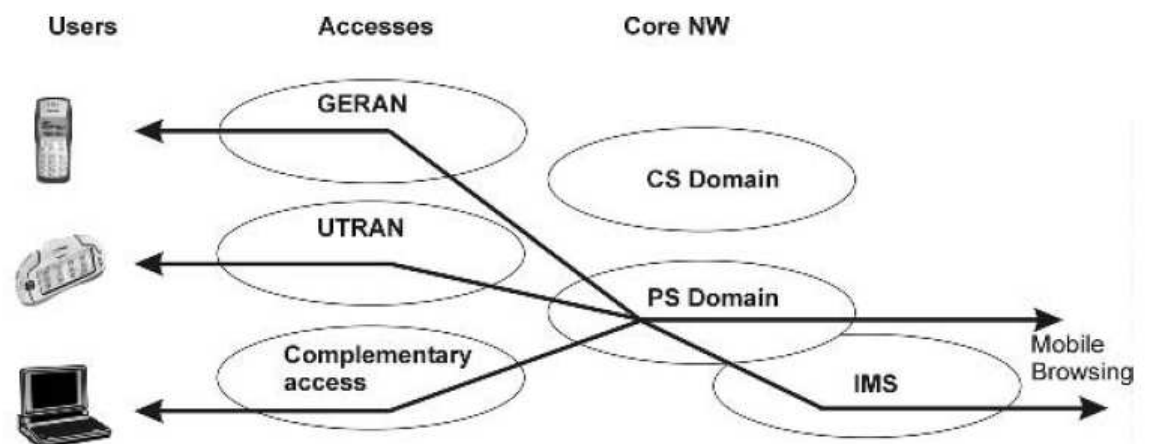 Users Accesses Core NW
GERAN
CS Domain
UTRAN
PS Domain
Mobile
Browsing
Complementary
access
IMS